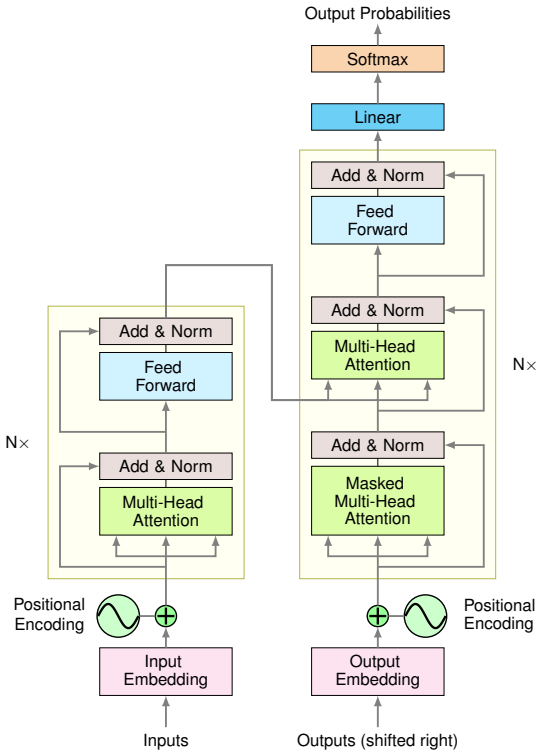 Output Probabilities
Softmax
Linear
Add & Norm
Feed
Forward
Add & Norm
Multi-Head
Attention
N×
Add & Norm
Masked
Multi-Head
Attention
Add & Norm
Feed
Forward
N×
Add & Norm
Multi-Head
Attention
Positional
Encoding
Positional
Encoding
Input
Embedding
Output
Embedding
Inputs
Outputs (shifted right)